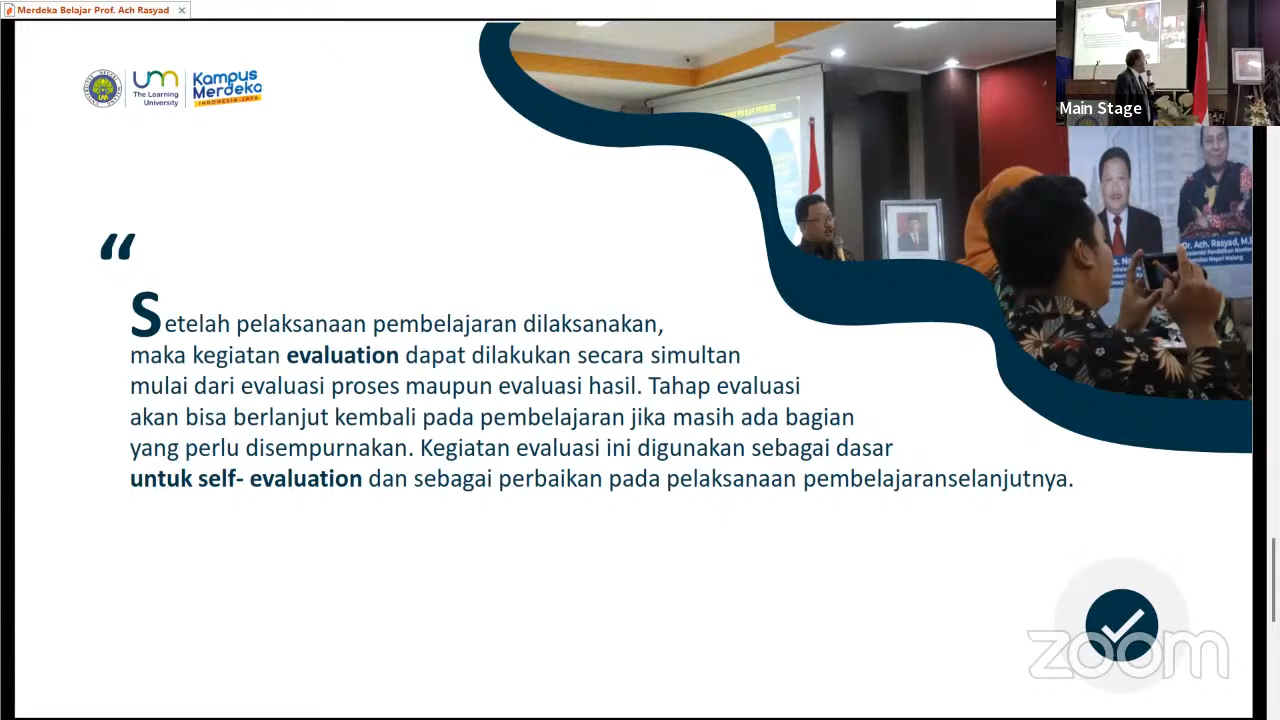 Merdeka Belajar Prof. Ach Rasyad
um
The Learning
University
Kampus
Merdeka
INDONESIA JAYA
Main Stage
Dr. Ach. Rasyad, M.
“
Setelah pelaksanaan pembelajaran dilaksanakan,
maka kegiatan evaluation dapat dilakukan secara simultan
mulai dari evaluasi proses maupun evaluasi hasil. Tahap evaluasi
akan bisa berlanjut kembali pada pembelajaran jika masih ada bagian
yang perlu disempurnakan. Kegiatan evaluasi ini digunakan sebagai dasar
untuk self- evaluation dan sebagai perbaikan pada pelaksanaan pembelajaranselanjutnya.
zoom